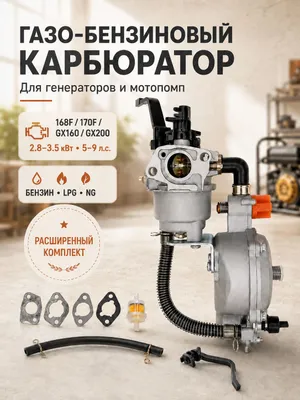 ГАЗО-БЕНЗИНОВЫЙ
КАРБЮРАТОР
Для генераторов и мотопомп
168F / 170F /
GX160 / GX200
2.8–3.5 кВт • 5–9 л.с.
БЕНЗИН • LPG • NG
РАСШИРЕННЫЙ
КОМПЛЕКТ